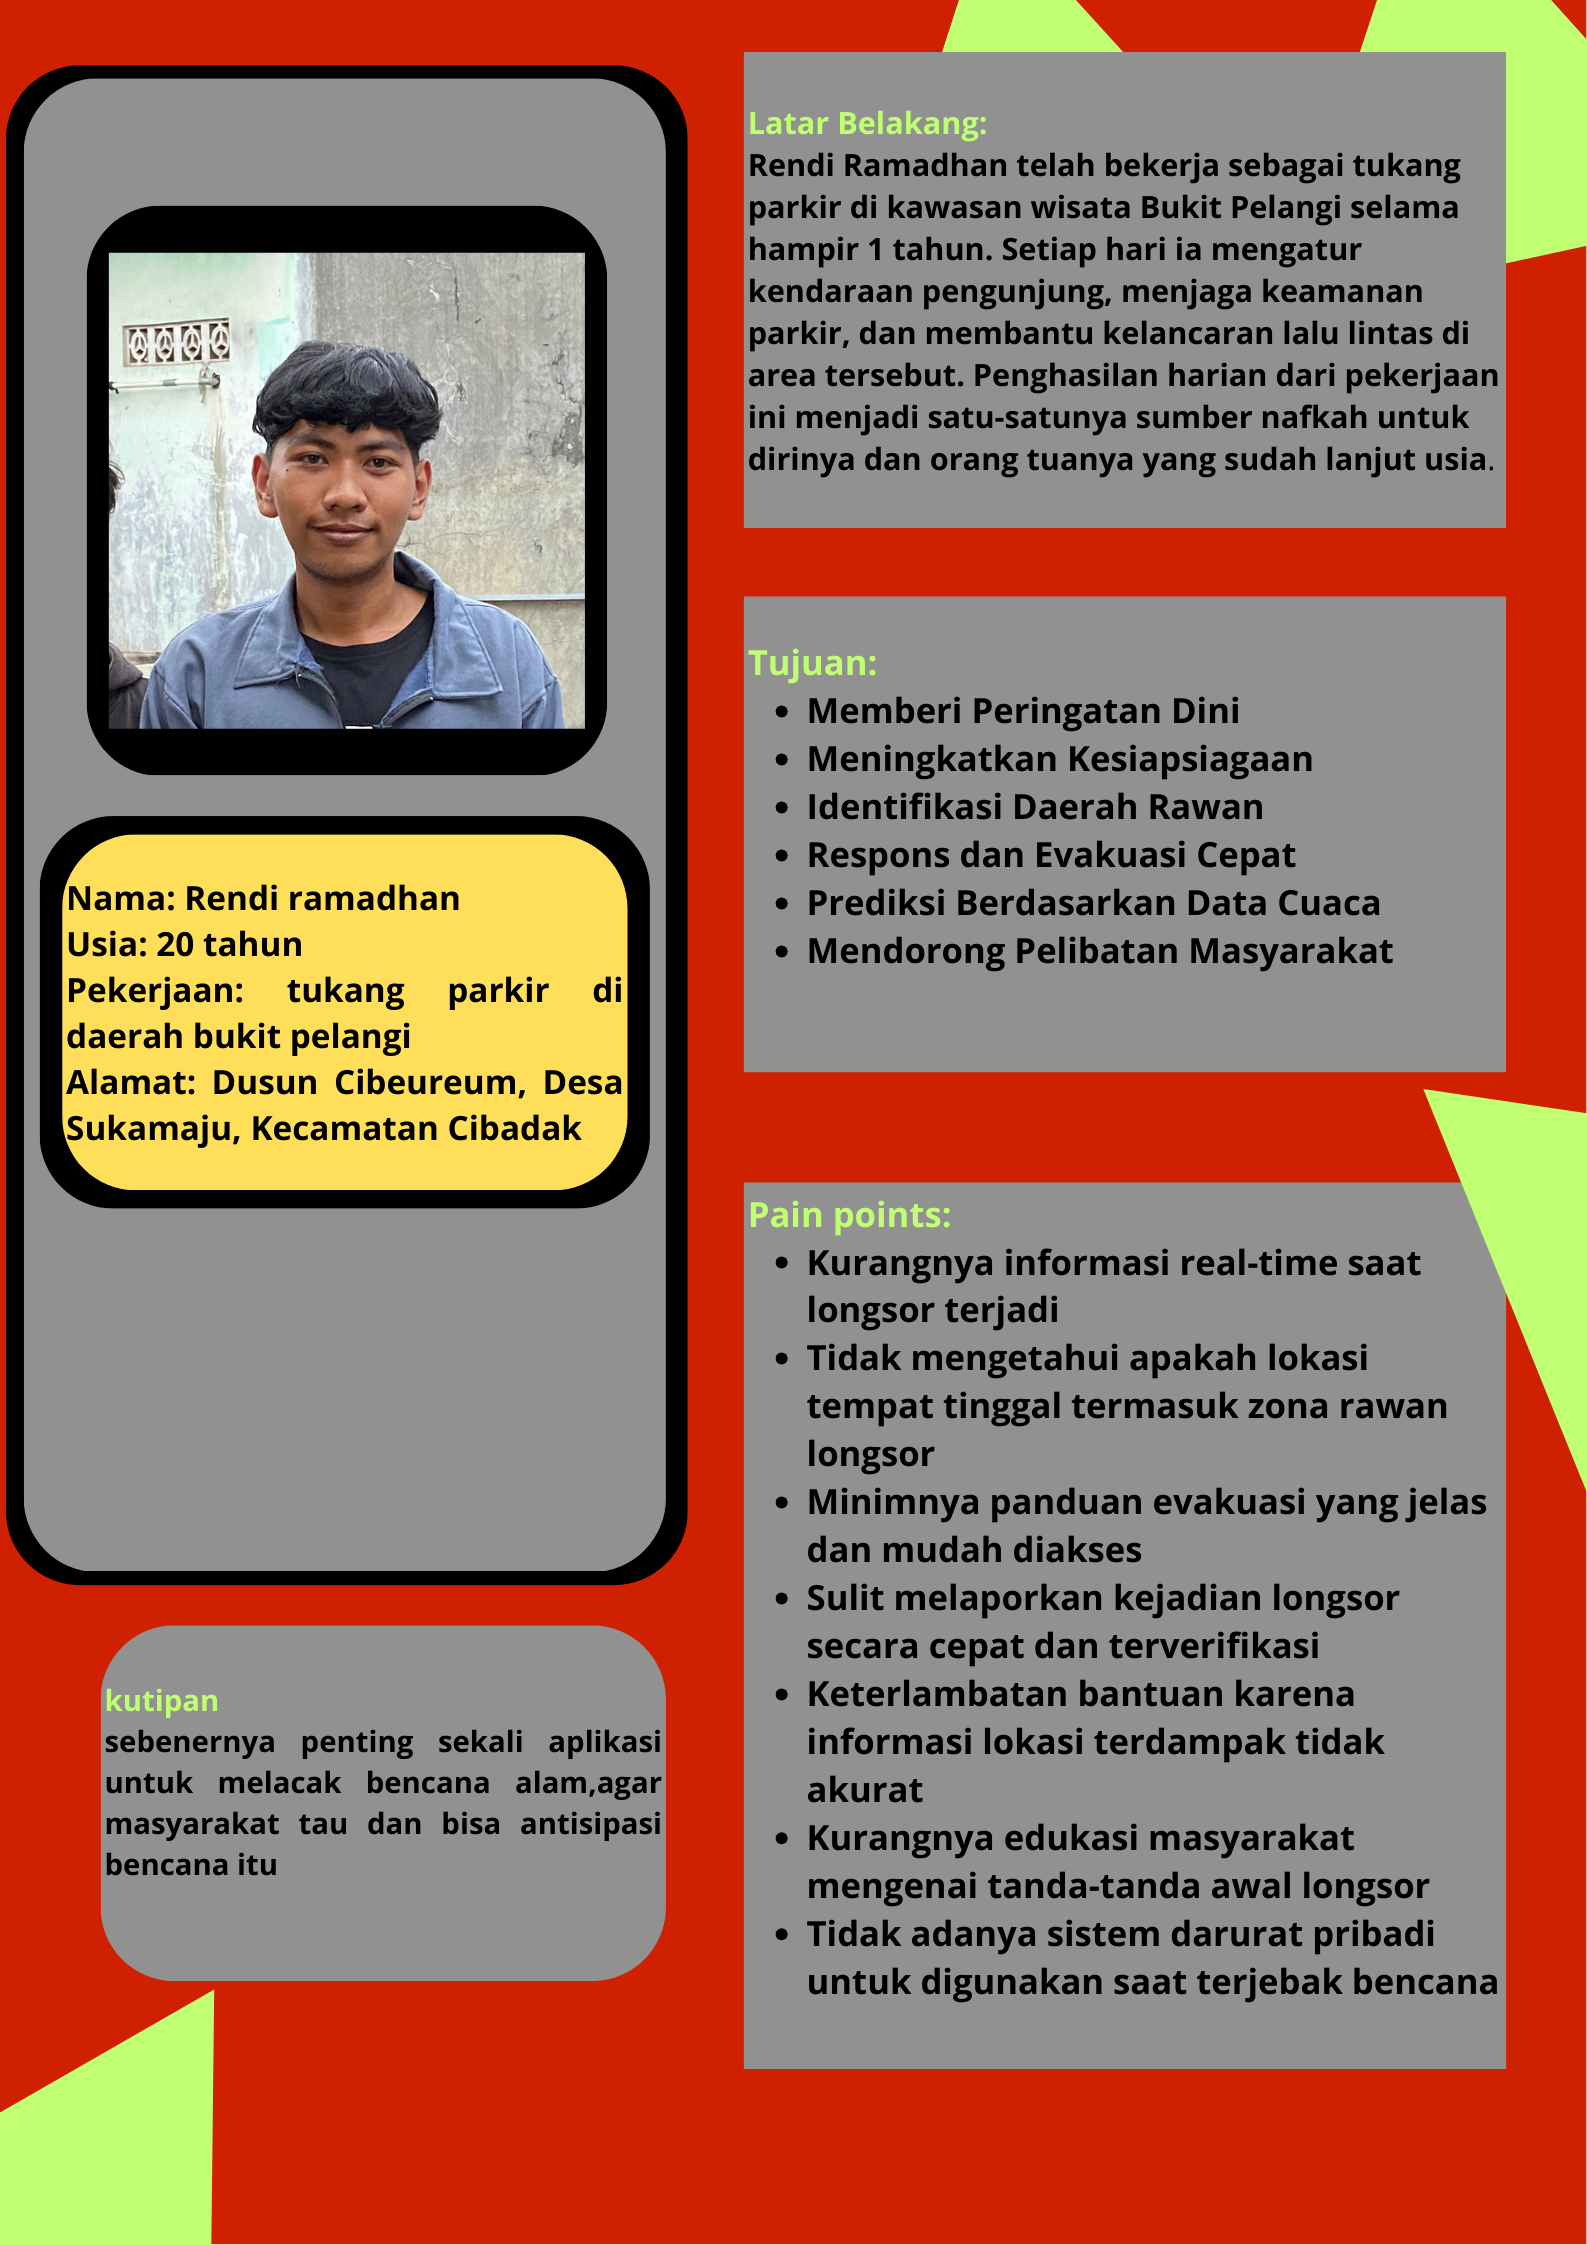 Nama: Rendi ramadhan
Usia: 20 tahun
Pekerjaan: tukang parkir di
daerah bukit pelangi
Alamat: Dusun Cibeureum, Desa
Sukamaju, Kecamatan Cibadak
kutipan
sebenernya penting sekali aplikasi
untuk melacak bencana alam,agar
masyarakat tau dan bisa antisipasi
bencana itu
Latar Belakang:
Rendi Ramadhan telah bekerja sebagai tukang
parkir di kawasan wisata Bukit Pelangi selama
hampir 1 tahun. Setiap hari ia mengatur
kendaraan pengunjung, menjaga keamanan
parkir, dan membantu kelancaran lalu lintas di
area tersebut. Penghasilan harian dari pekerjaan
ini menjadi satu-satunya sumber nafkah untuk
dirinya dan orang tuanya yang sudah lanjut usia.
Tujuan:
• Memberi Peringatan Dini
• Meningkatkan Kesiapsiagaan
• Identifikasi Daerah Rawan
• Respons dan Evakuasi Cepat
• Prediksi Berdasarkan Data Cuaca
• Mendorong Pelibatan Masyarakat
Pain points:
• Kurangnya informasi real-time saat
longsor terjadi
• Tidak mengetahui apakah lokasi
tempat tinggal termasuk zona rawan
longsor
• Minimnya panduan evakuasi yang jelas
dan mudah diakses
• Sulit melaporkan kejadian longsor
secara cepat dan terverifikasi
• Keterlambatan bantuan karena
informasi lokasi terdampak tidak
akurat
• Kurangnya edukasi masyarakat
mengenai tanda-tanda awal longsor
• Tidak adanya sistem darurat pribadi
untuk digunakan saat terjebak bencana